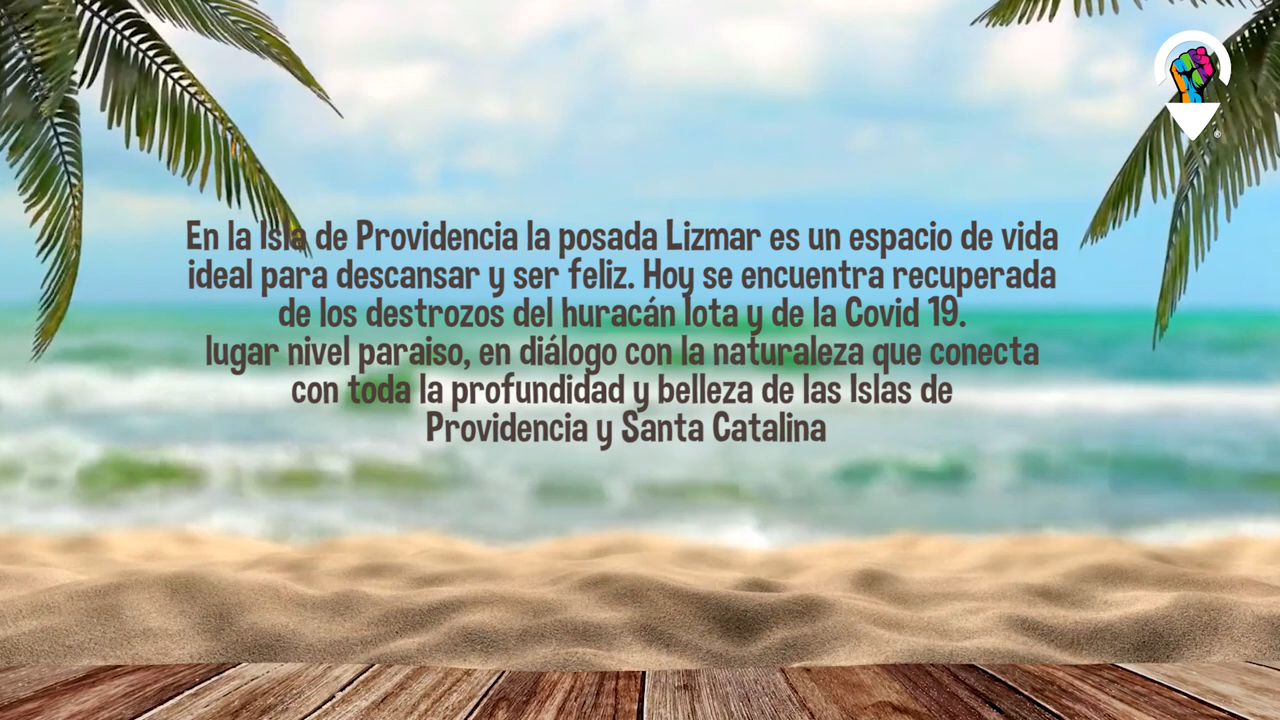 En la Isla de Providencia la posada Lizmar es un espacio de vida
ideal para descansar y ser feliz. Hoy se encuentra recuperada
de los destrozos del huracán Iota y de la Covid 19.
lugar nivel paraiso, en diálogo con la naturaleza que conecta
con toda la profundidad y belleza de las Islas de
Providencia y Santa Catalina
®